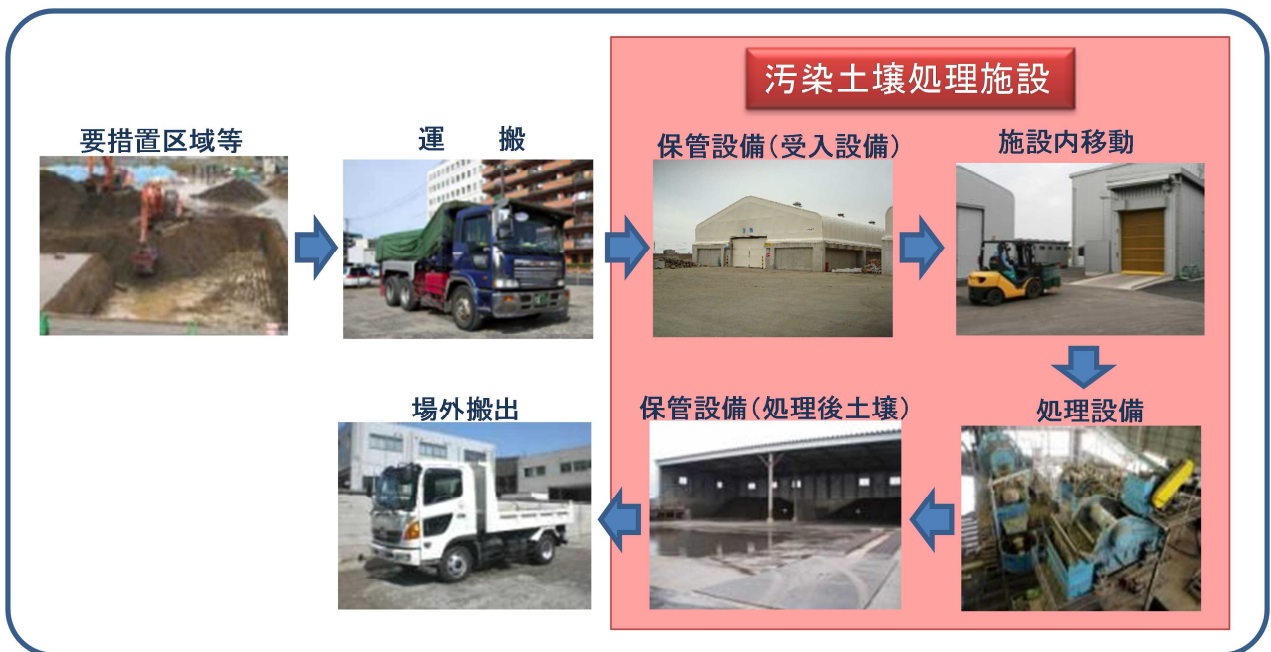 汚染土壌処理施設
要措置区域等
運　　搬
保管設備(受入設備)
施設内移動
処理設備
保管設備(処理後土壌)
場外搬出